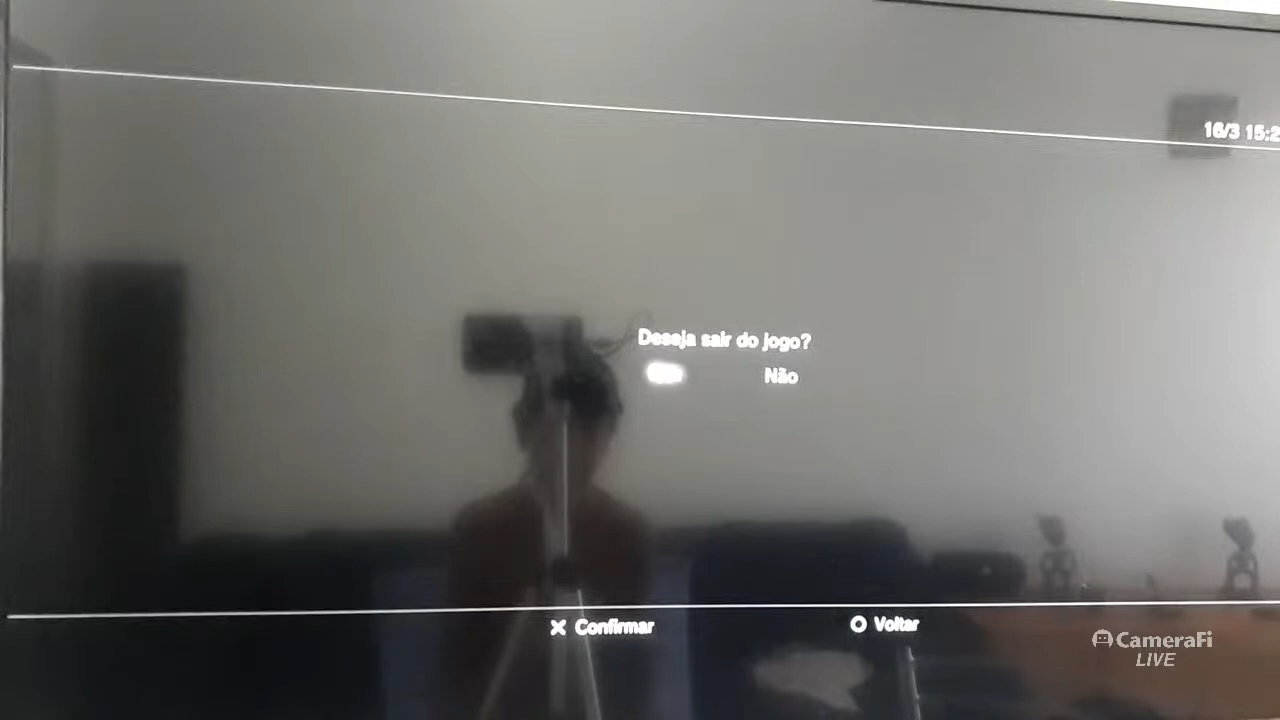 16/3 15:2
Deseja sair do jogo?
Não
Confirmar
Voltar
CameraFi
LIVE